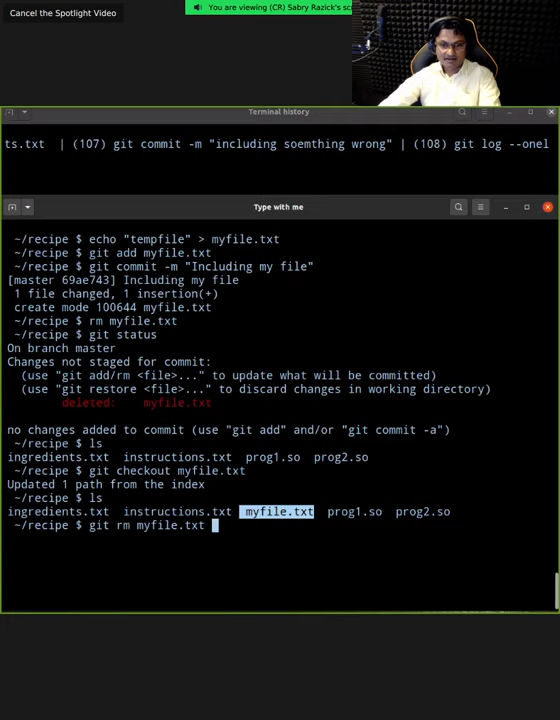 Cancel the Spotlight Video
You are viewing (CR) Sabry Razick's sc
Terminal history
ts.txt | (107) git commit -m "including soemthing wrong" | (108) git log --onel
Type with me
~/recipe $ echo "tempfile" > myfile.txt
~/recipe $ git add myfile.txt
~/recipe $ git commit -m "Including my file"
[master 69ae743] Including my file
1 file changed, 1 insertion(+)
create mode 100644 myfile.txt
~/recipe $ rm myfile.txt
~/recipe $ git status
On branch master
Changes not staged for commit:
(use "git add/rm <file>..." to update what will be committed)
(use "git restore <file>..." to discard changes in working directory)
deleted: myfile.txt
no changes added to commit (use "git add" and/or "git commit -a")
~/recipe $ ls
ingredients.txt instructions.txt prog1.so prog2.so
~/recipe $ git checkout myfile.txt
Updated 1 path from the index
~/recipe $ ls
ingredients.txt instructions.txt myfile.txt prog1.so prog2.so
~/recipe $ git rm myfile.txt